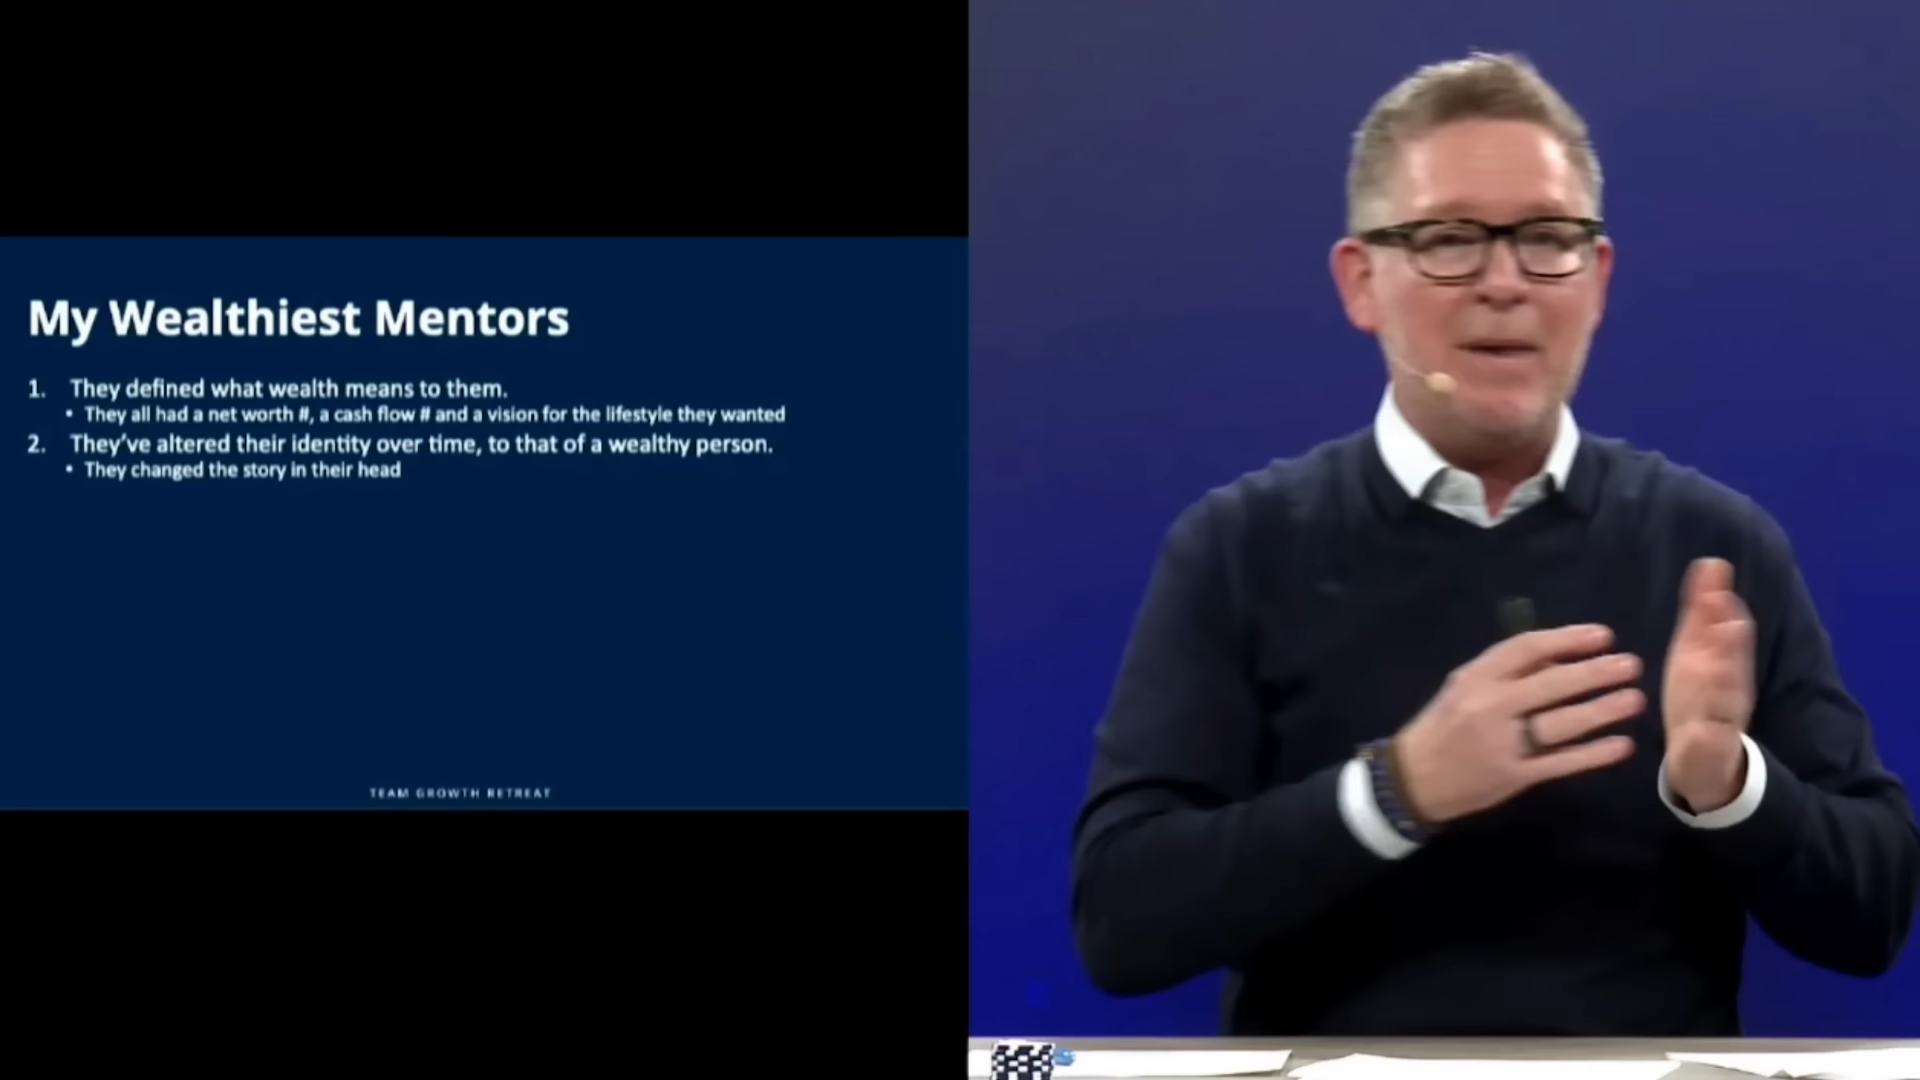 My Wealthiest Mentors
1. They defined what wealth means to them.
• They all had a net worth #, a cash flow # and a vision for the lifestyle they wanted
2. They've altered their identity over time, to that of a wealthy person.
• They changed the story in their head
TEAM GROWTH RETREAT